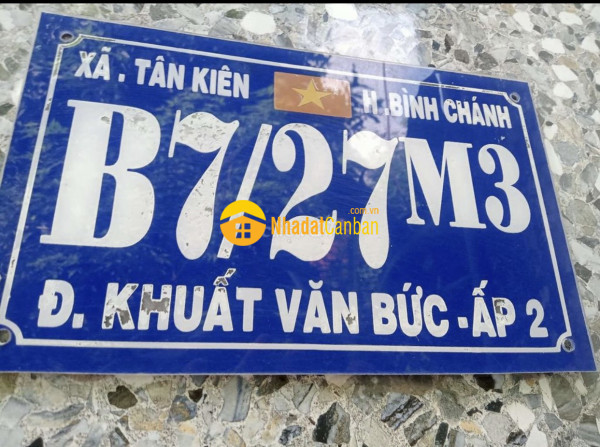 XÃ . TÂN KIÊN H .BÌNH CHÁNH
B7/27M3
NhadatCanban
.com.vn
Đ. KHUẤT VĂN BỨC -ẤP 2